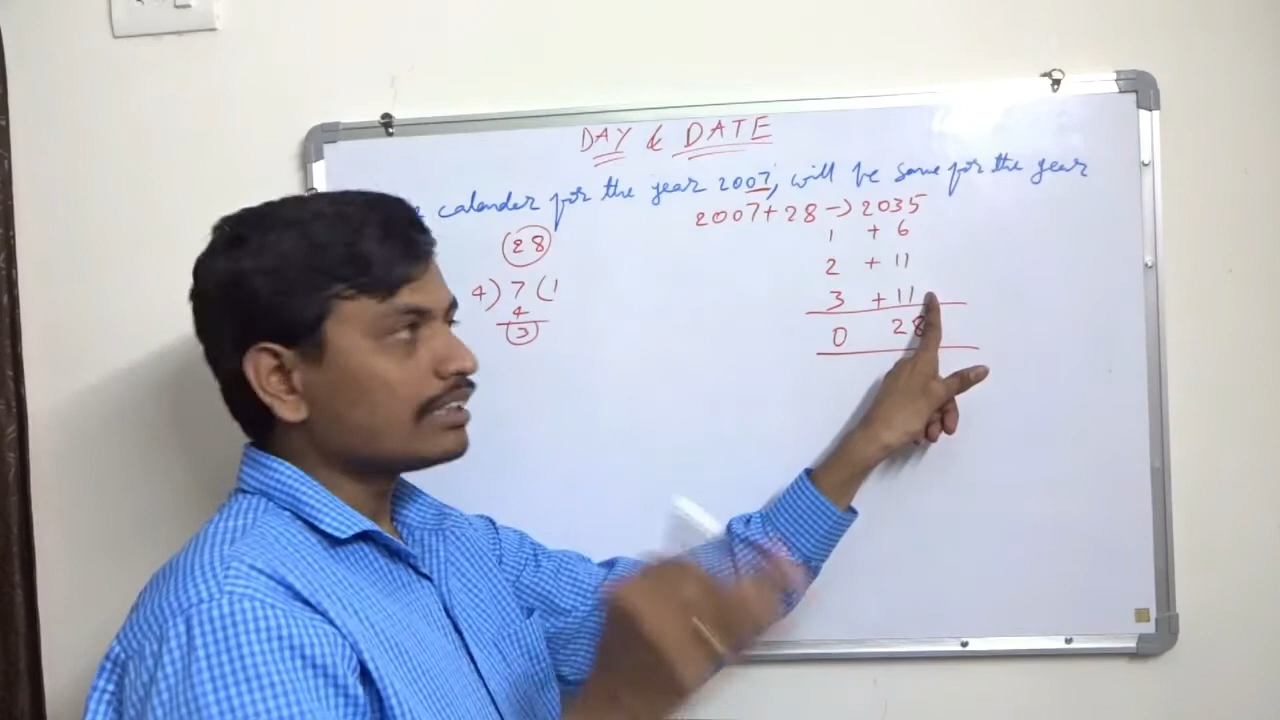 DAY & DATE
calander for the year 2007, will be same for the year
2007+28 → 2035
28
1 + 6
2 + 11
4) 7 (1
3 + 11
4
3
0 28